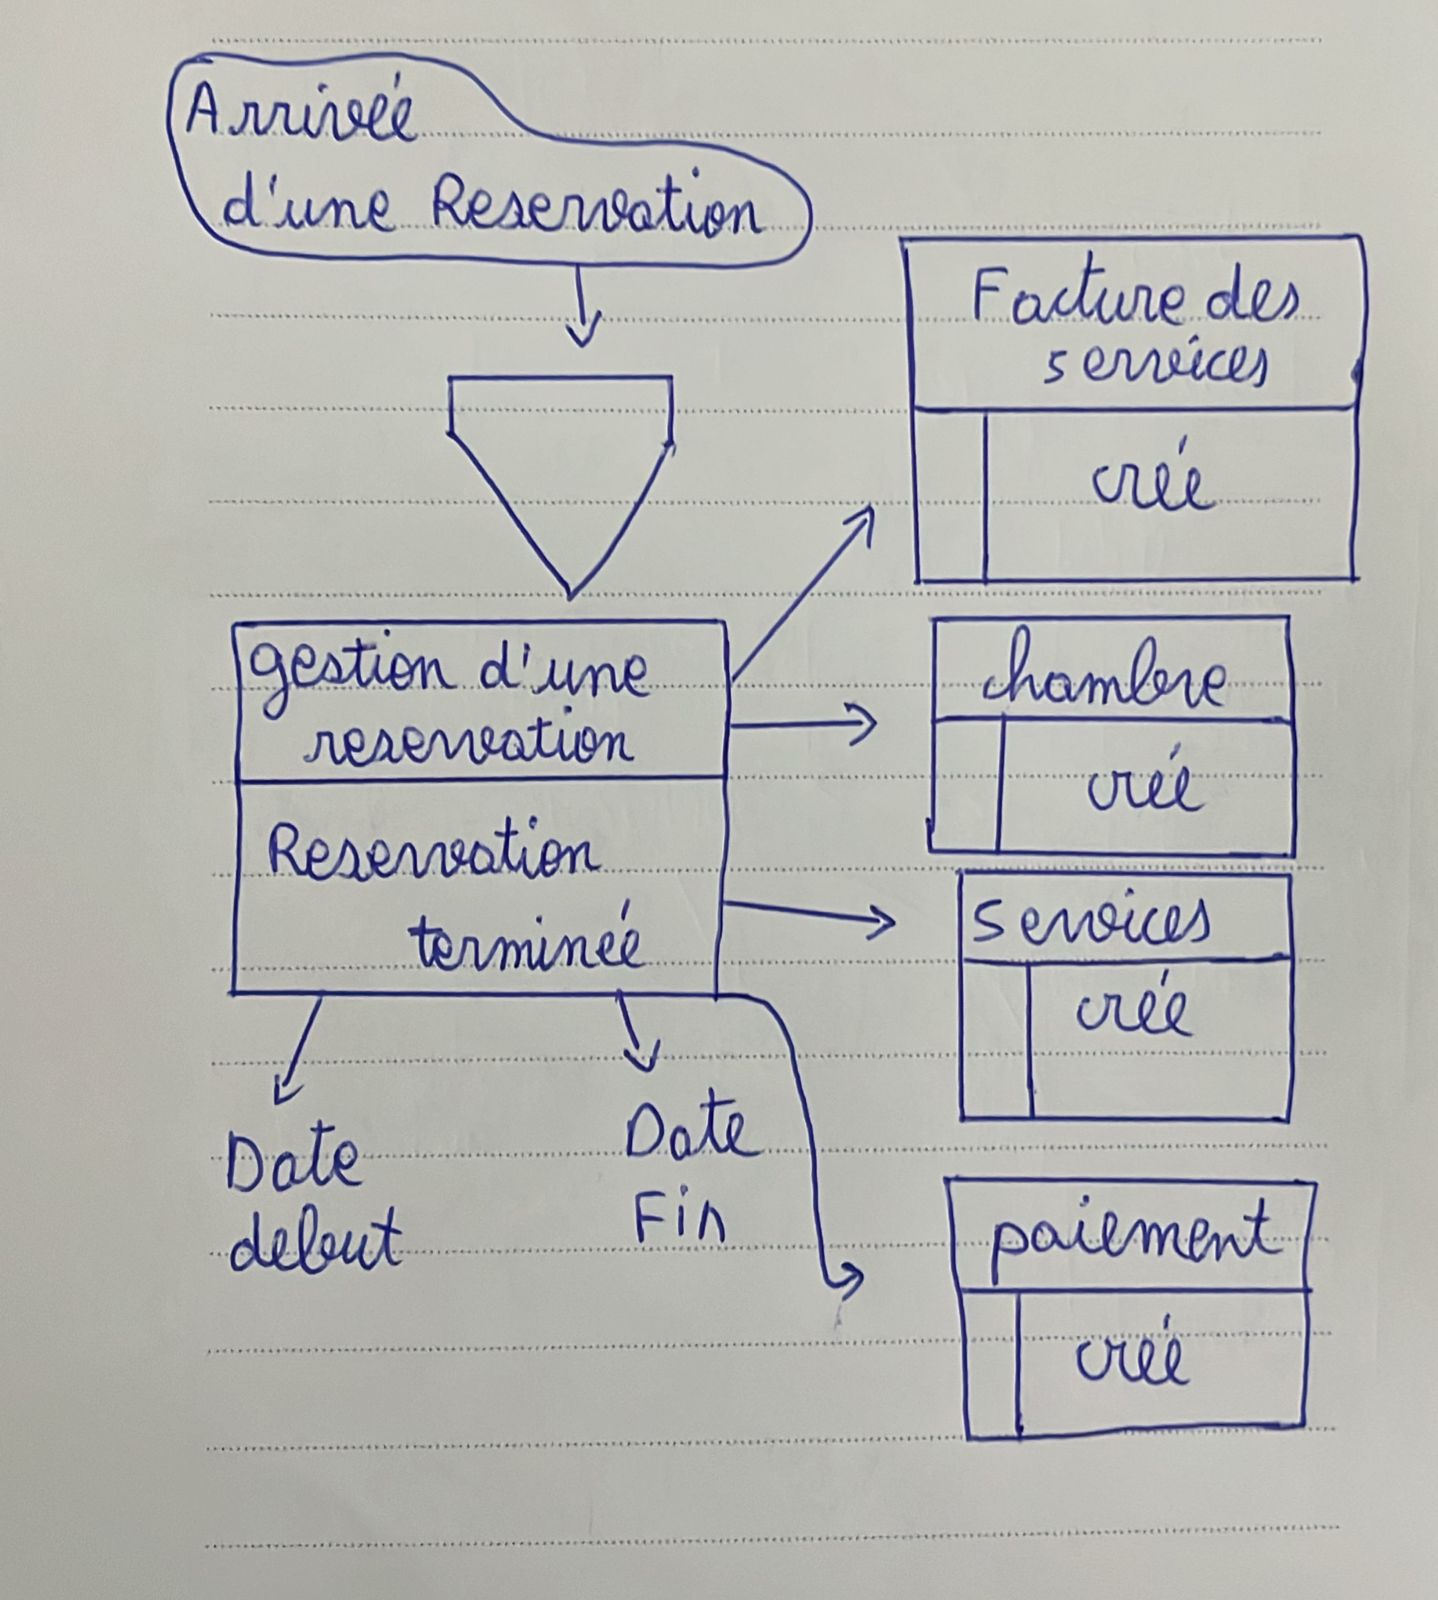 Arrivée
d'une Reservation
Facture des
services
crée
gestion d'une
reservation
Reservation
terminée
chambre
crée
services
crée
Date
debut
Date
Fin
paiement
crée